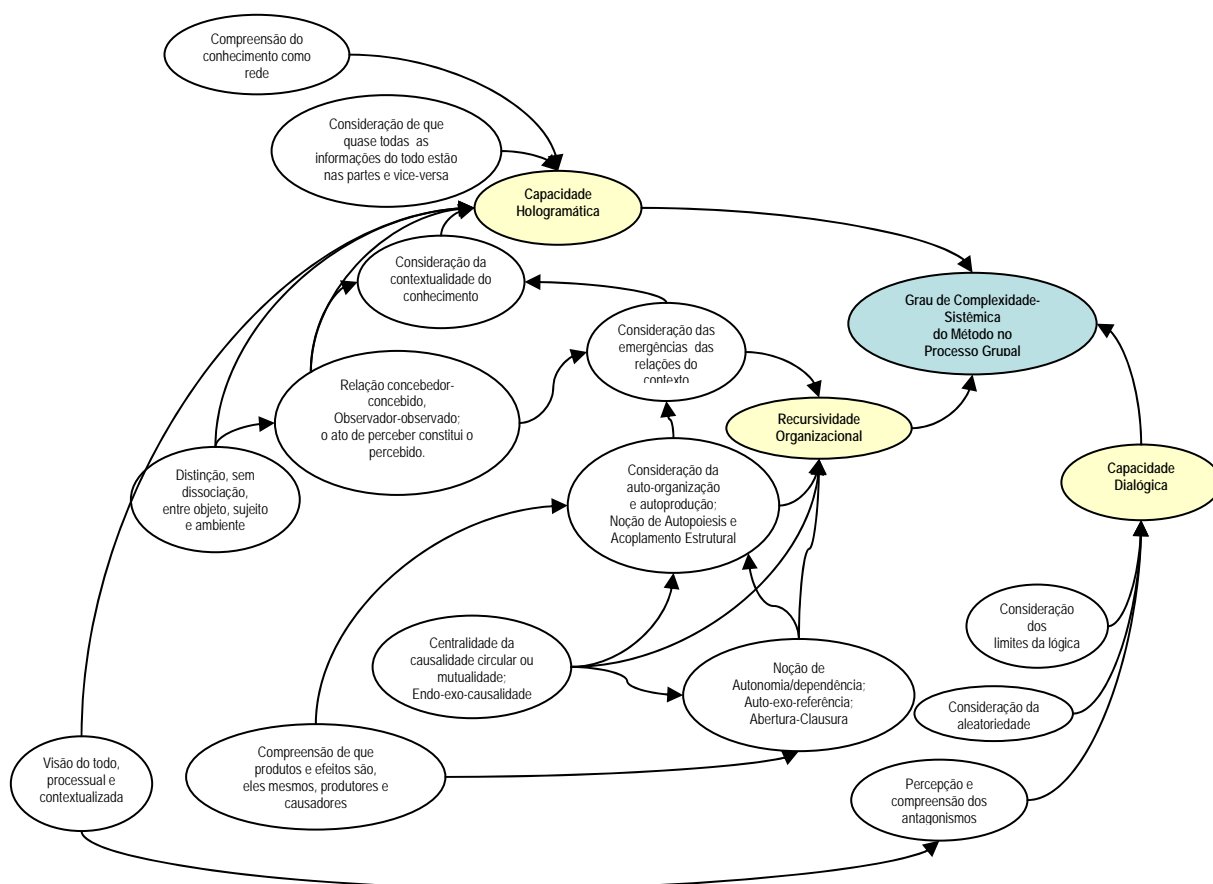 Compreensão do
conhecimento como
rede
Consideração de que
quase todas as
informações do todo estão
nas partes e vice-versa
Capacidade
Hologramática
Consideração da
contextualidade do
conhecimento
Grau de Complexidade-
Sistêmica
do Método no
Processo Grupal
Consideração das
emergências das
relações do
contexto
Relação concebedor-
concebido,
Observador-observado;
o ato de perceber constitui o
percebido.
Recursividade
Organizacional
Capacidade
Dialógica
Distinção, sem
dissociação,
entre objeto, sujeito
e ambiente
Consideração da
auto-organização
e autoprodução;
Noção de Autopoiesis e
Acoplamento Estrutural
Consideração
dos
limites da lógica
Centralidade da
causalidade circular ou
mutualidade;
Endo-exo-causalidade
Noção de
Autonomia/dependência;
Auto-exo-referência;
Abertura-Clausura
Consideração da
aleatoriedade
Visão do todo,
processual e
contextualizada
Compreensão de que
produtos e efeitos são,
eles mesmos, produtores e
causadores
Percepção e
compreensão dos
antagonismos